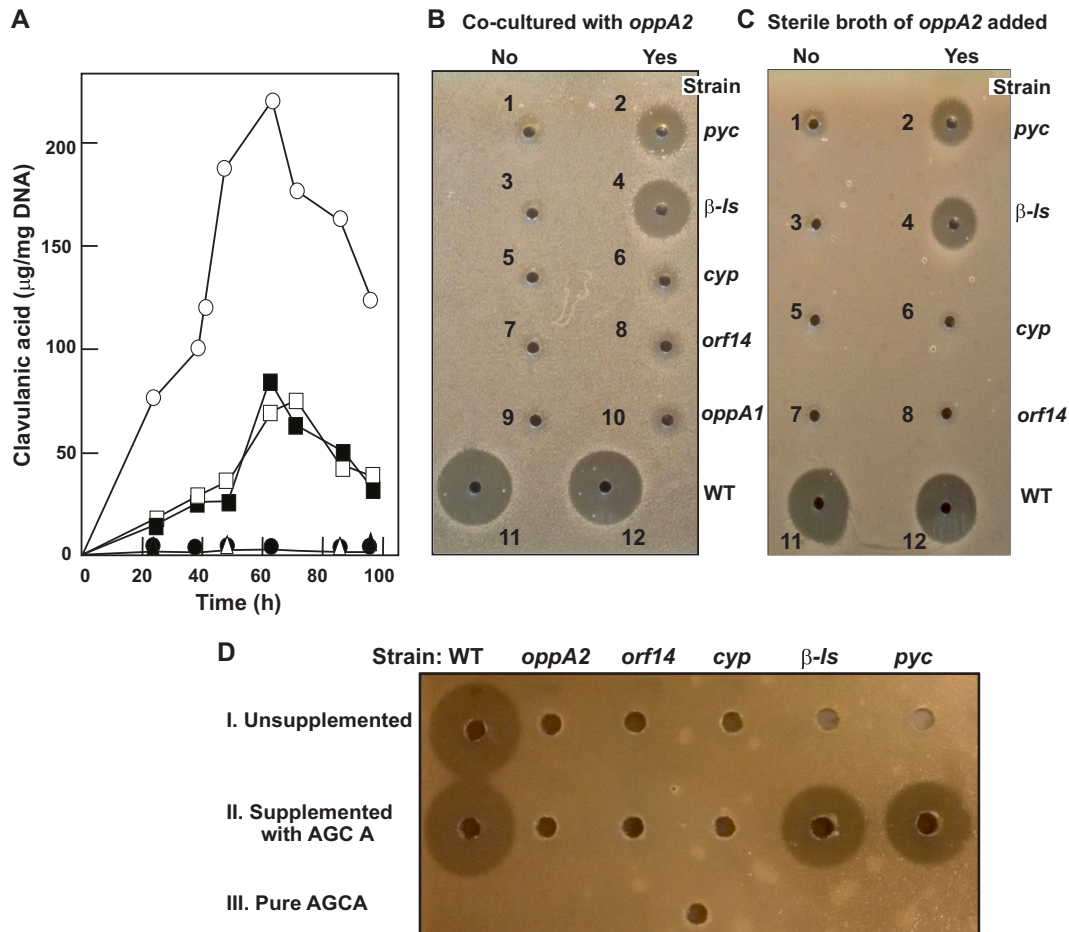 A
Clavulanic acid (μg/mg DNA)
200
150
100
50
0
0 20 40 60 80 100
Time (h)
B Co-cultured with oppA2
No Yes
Strain
1 2 pyc
3 4 β-ls
5 6 cyp
7 8 orf14
9 10 oppA1
WT
11 12
C Sterile broth of oppA2 added
No Yes
Strain
1 2 pyc
3 4 β-ls
5 6 cyp
7 8 orf14
WT
11 12
D
Strain: WT oppA2 orf14 cyp β-ls pyc
I. Unsupplemented
II. Supplemented
with AGC A
III. Pure AGCA